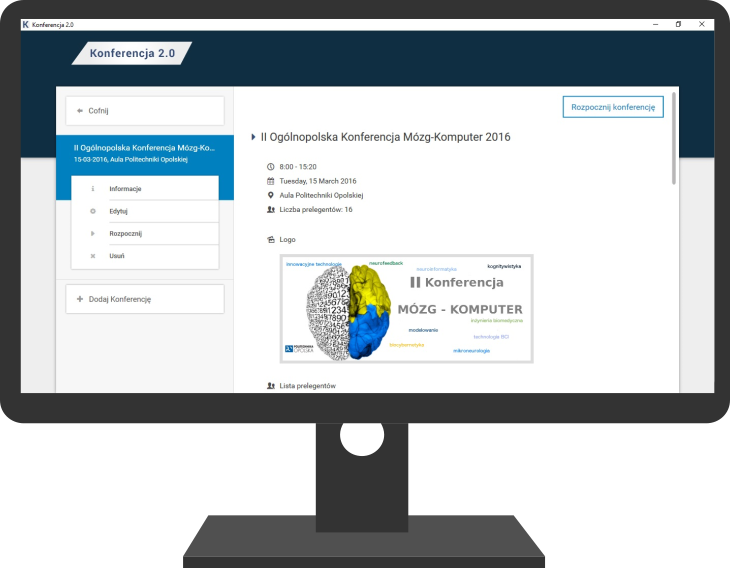 Konferencja 2.0
Konferencja 2.0
Cofnij
II Ogólnopolska Konferencja Mózg-Ko...
15-03-2016, Aula Politechniki Opolskiej
Informacje
Edytuj
Rozpocznij
Usuń
Dodaj Konferencję
Rozpocznij konferencję
II Ogólnopolska Konferencja Mózg-Komputer 2016
8:00 - 15:20
Tuesday, 15 March 2016
Aula Politechniki Opolskiej
Liczba prelegentów: 16
Logo
innowacyjne technologie
neurofeedback
neuroinformatyka
kognitywistyka
II Konferencja
MÓZG - KOMPUTER
inżynieria biomedyczna
modelowanie
technologie BCI
biocybernetyka
mikroneurologia
POLITECHNIKA
OPOLSKA
Lista prelegentów